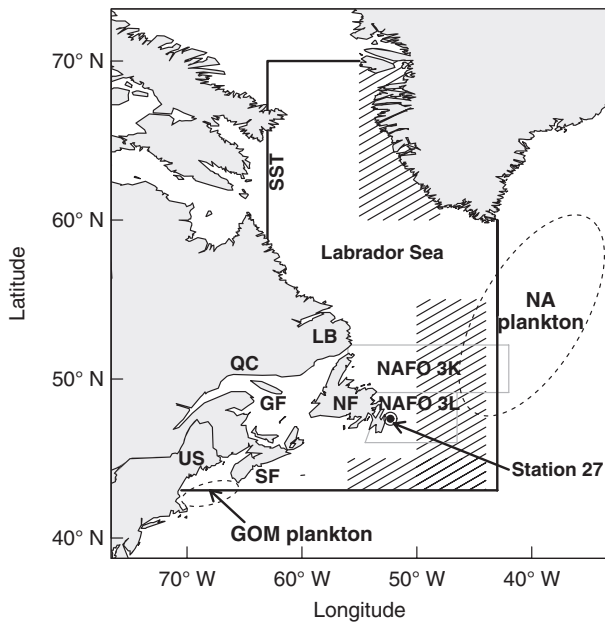 70° N
60° N
50° N
40° N
Latitude
SST
Labrador Sea
NA
plankton
LB
QC
NAFO 3K
GF
NF
NAFO 3L
US
SF
Station 27
GOM plankton
70° W
60° W
50° W
40° W
Longitude